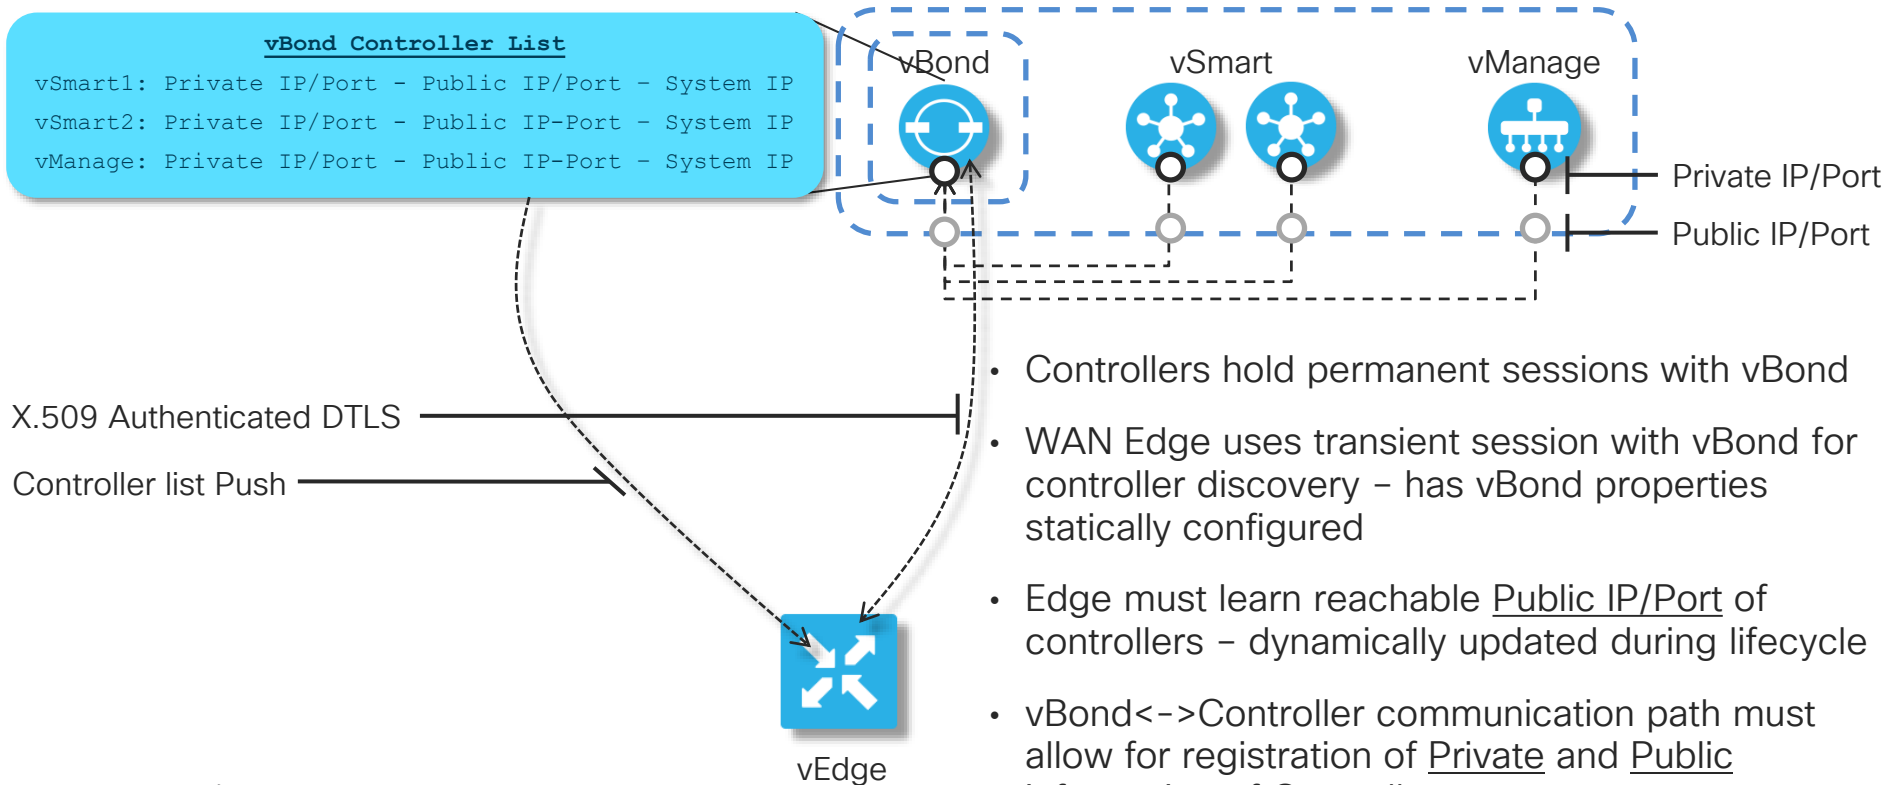 vBond Controller List
vSmart1: Private IP/Port - Public IP/Port – System IP
vSmart2: Private IP/Port - Public IP-Port – System IP
vManage: Private IP/Port - Public IP-Port – System IP
vBond
vSmart
vManage
Private IP/Port
Public IP/Port
X.509 Authenticated DTLS
Controller list Push
vEdge
• Controllers hold permanent sessions with vBond
• WAN Edge uses transient session with vBond for
controller discovery – has vBond properties
statically configured
• Edge must learn reachable Public IP/Port of
controllers – dynamically updated during lifecycle
• vBond<->Controller communication path must
allow for registration of Private and Public